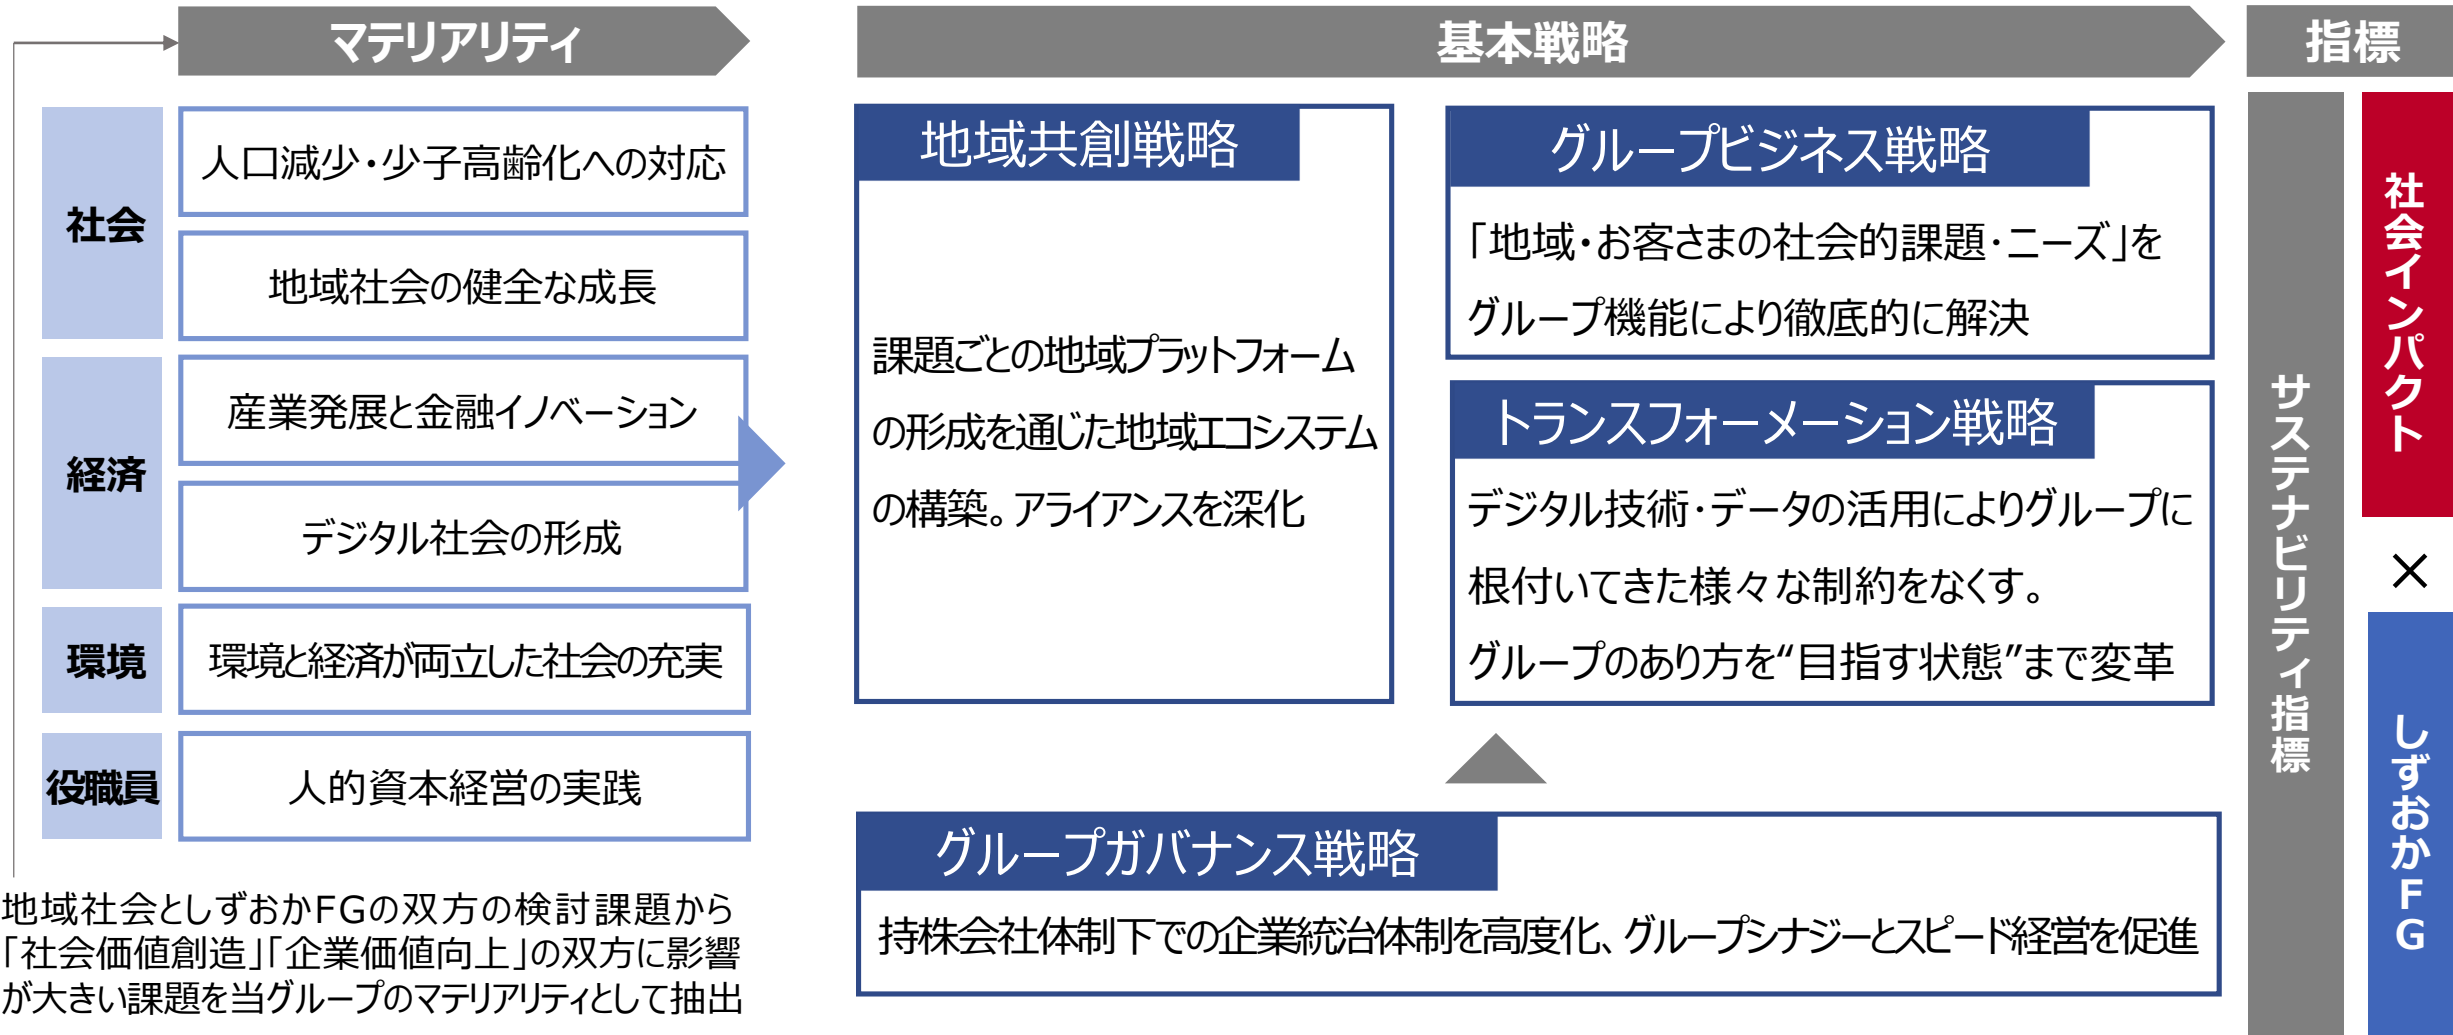 マテリアリティ
社会
人口減少・少子高齢化への対応
地域社会の健全な成長
経済
産業発展と金融イノベーション
デジタル社会の形成
環境
環境と経済が両立した社会の充実
役職員
人的資本経営の実践
地域社会としずおかFGの双方の検討課題から
「社会価値創造」「企業価値向上」の双方に影響
が大きい課題を当グループのマテリアリティとして抽出
基本戦略
地域共創戦略
課題ごとの地域プラットフォーム
の形成を通じた地域エコシステム
の構築。アライアンスを深化
グループビジネス戦略
「地域・お客さまの社会的課題・ニーズ」を
グループ機能により徹底的に解決
トランスフォーメーション戦略
デジタル技術・データの活用によりグループに
根付いてきた様々な制約をなくす。
グループのあり方を“目指す状態”まで変革
グループガバナンス戦略
持株会社体制下での企業統治体制を高度化、グループシナジーとスピード経営を促進
指標
サステナビリティ指標
社会インパクト
×
しずおかFG